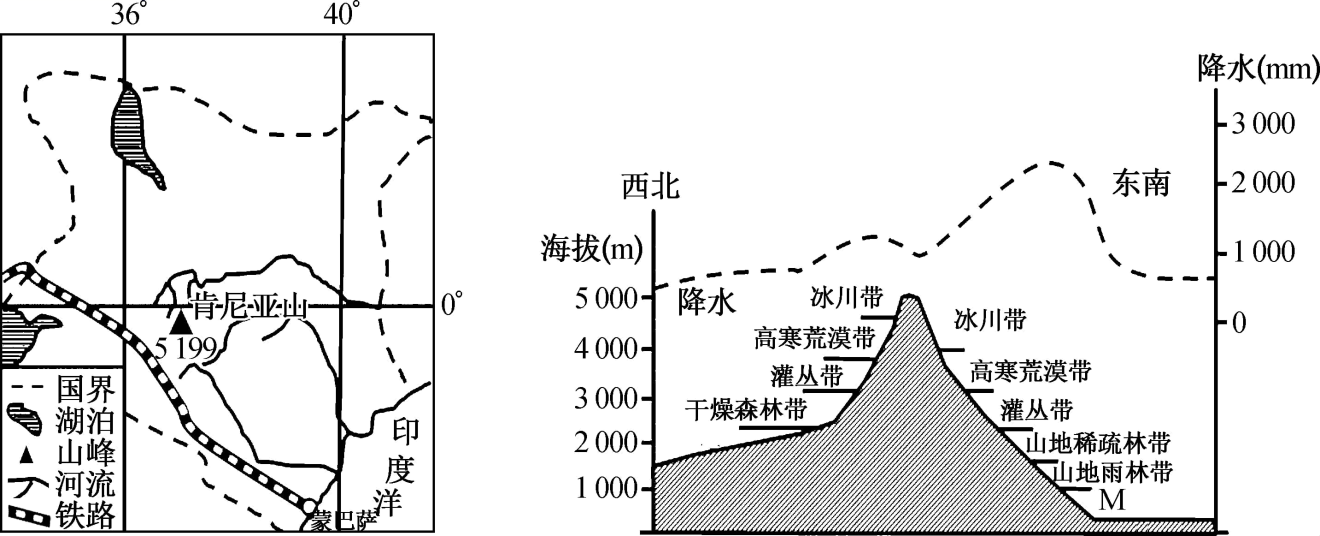 36°
40°
0°
肯尼亚山
5 199
国界
湖泊
山峰
河流
铁路
印
度
洋
蒙巴萨
降水(mm)
3 000
2 000
1 000
0
西北
东南
海拔(m)
5 000
4 000
3 000
2 000
1 000
降水
冰川带
高寒荒漠带
灌丛带
干燥森林带
冰川带
高寒荒漠带
灌丛带
山地稀疏林带
山地雨林带
M